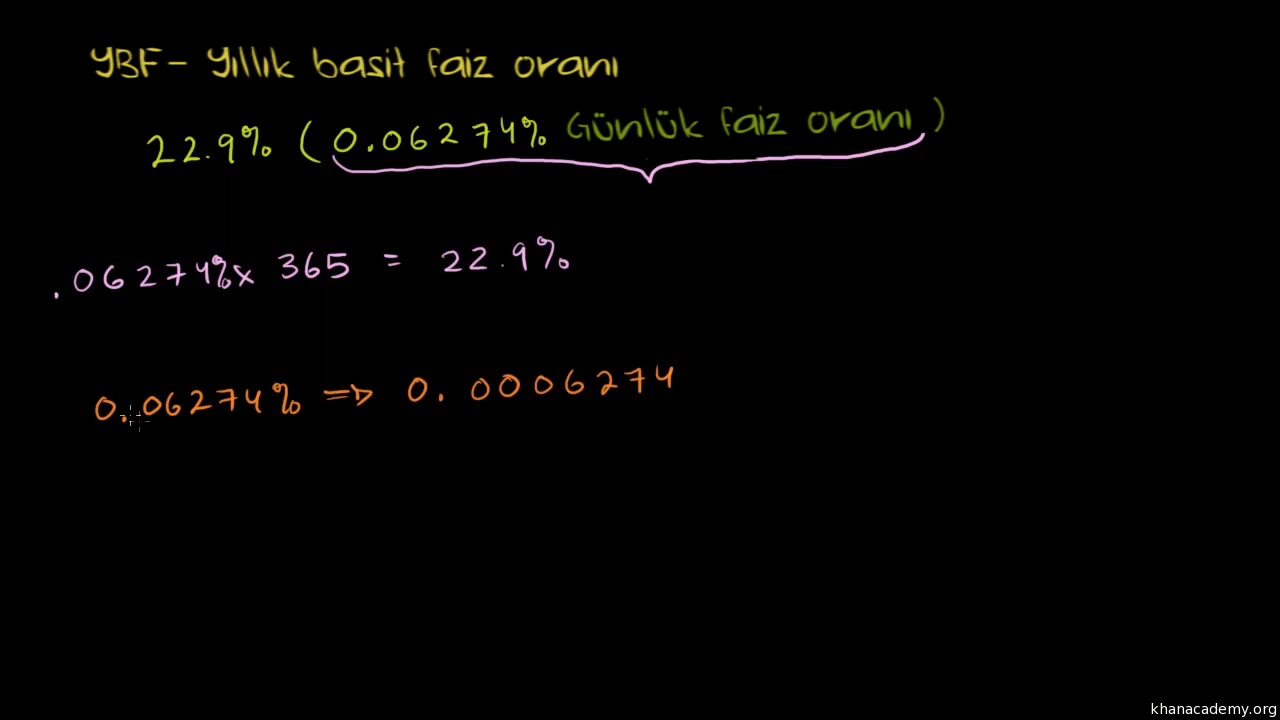 YBF - Yıllık basit faiz oranı
22.9% (0.06274% Günlük faiz oranı)
.06274% x 365 = 22.9%
0.06274% => 0.0006274
khanacademy.org